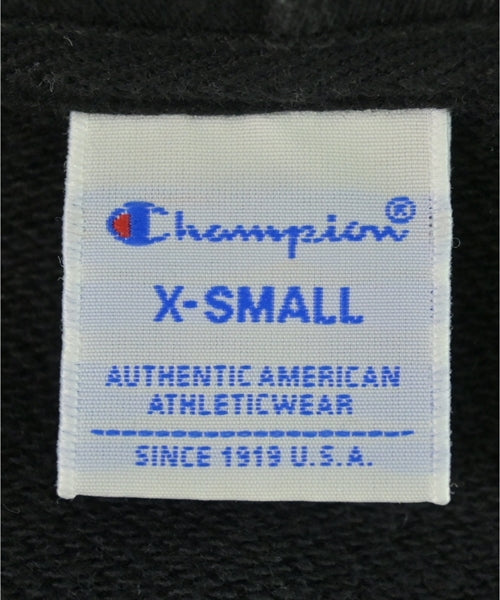 Champion®
X-SMALL
AUTHENTIC AMERICAN
ATHLETICWEAR
SINCE 1919 U.S.A.